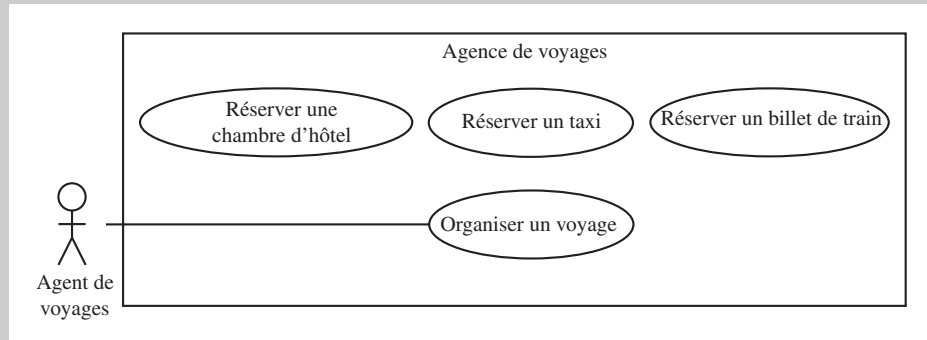 Agence de voyages
Réserver une
chambre d’hôtel
Réserver un taxi
Réserver un billet de train
Organiser un voyage
Agent de
voyages